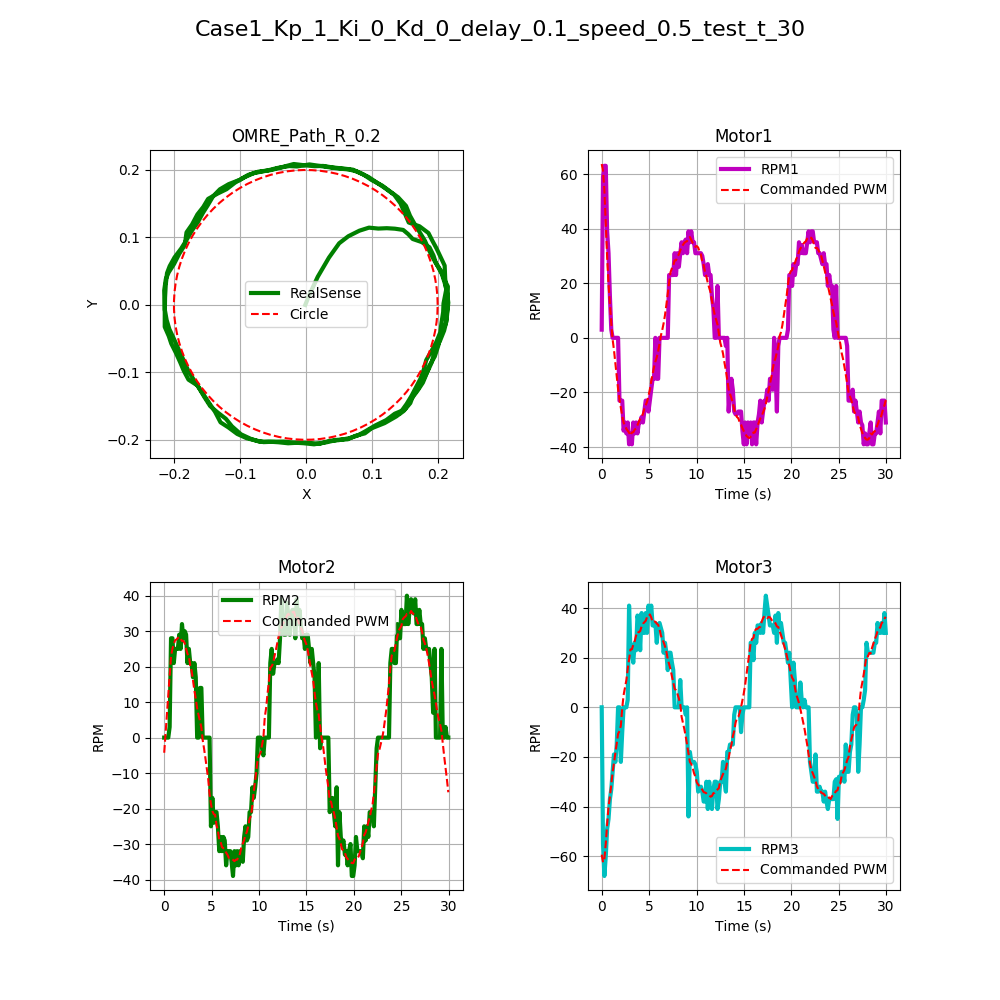 Case1_Kp_1_Ki_0_Kd_0_delay_0.1_speed_0.5_test_t_30
OMRE_Path_R_0.2
0.2
0.1
0.0
−0.1
−0.2
Y
RealSense
Circle
−0.2 −0.1 0.0 0.1 0.2
X
Motor1
60
40
20
0
−20
−40
RPM
RPM1
Commanded PWM
0 5 10 15 20 25 30
Time (s)
Motor2
40
30
20
10
0
−10
−20
−30
−40
RPM
RPM2
Commanded PWM
0 5 10 15 20 25 30
Time (s)
Motor3
40
20
0
−20
−40
−60
RPM
RPM3
Commanded PWM
0 5 10 15 20 25 30
Time (s)